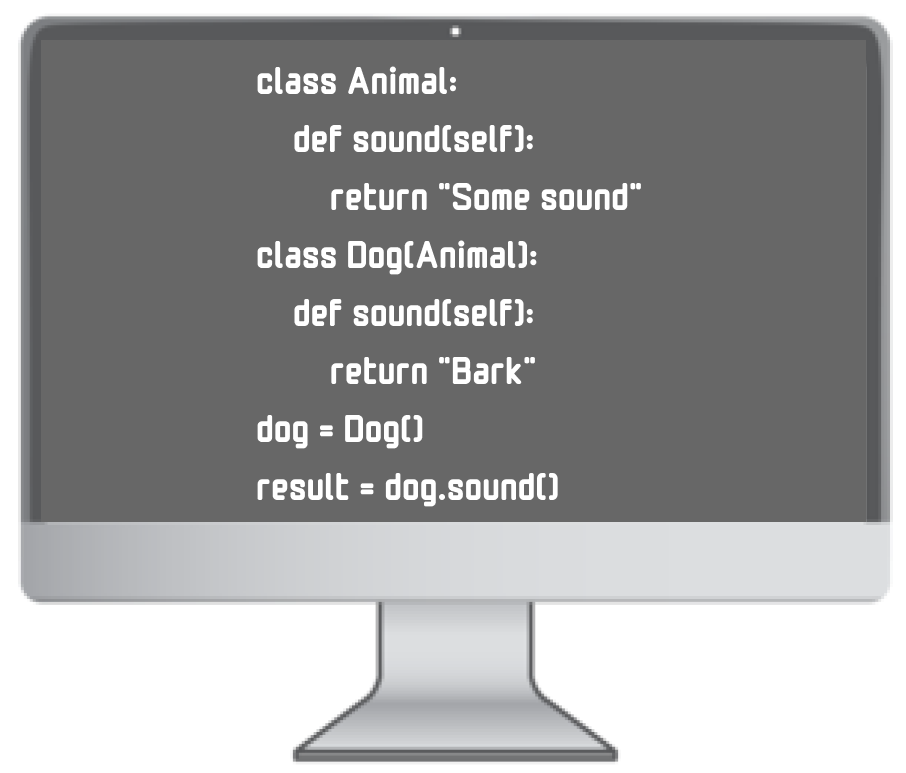 class Animal:
    def sound(self):
        return "Some sound"
class Dog(Animal):
    def sound(self):
        return "Bark"
dog = Dog()
result = dog.sound()